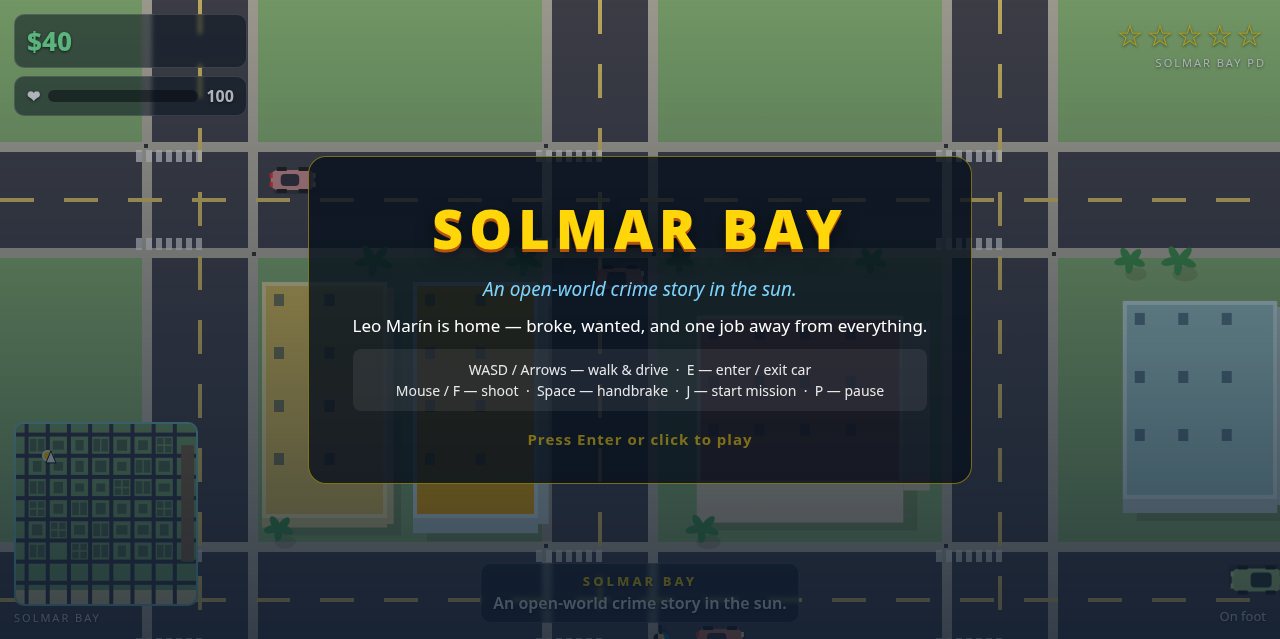 $40
❤ 100
☆☆☆☆☆
SOLMAR BAY PD
SOLMAR BAY
An open-world crime story in the sun.
Leo Marín is home — broke, wanted, and one job away from everything.
WASD / Arrows — walk & drive · E — enter / exit car
Mouse / F — shoot · Space — handbrake · J — start mission · P — pause
Press Enter or click to play
SOLMAR BAY
An open-world crime story in the sun.
SOLMAR BAY
On foot